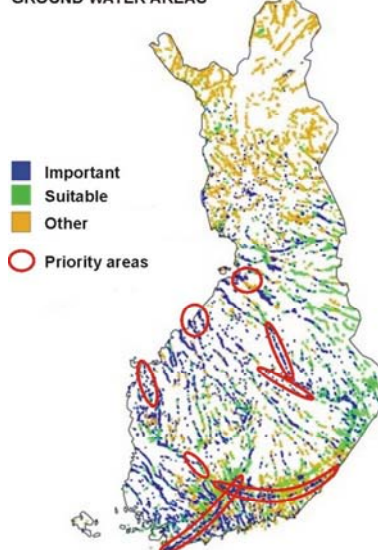 GROUND WATER AREAS
Important
Suitable
Other
Priority areas